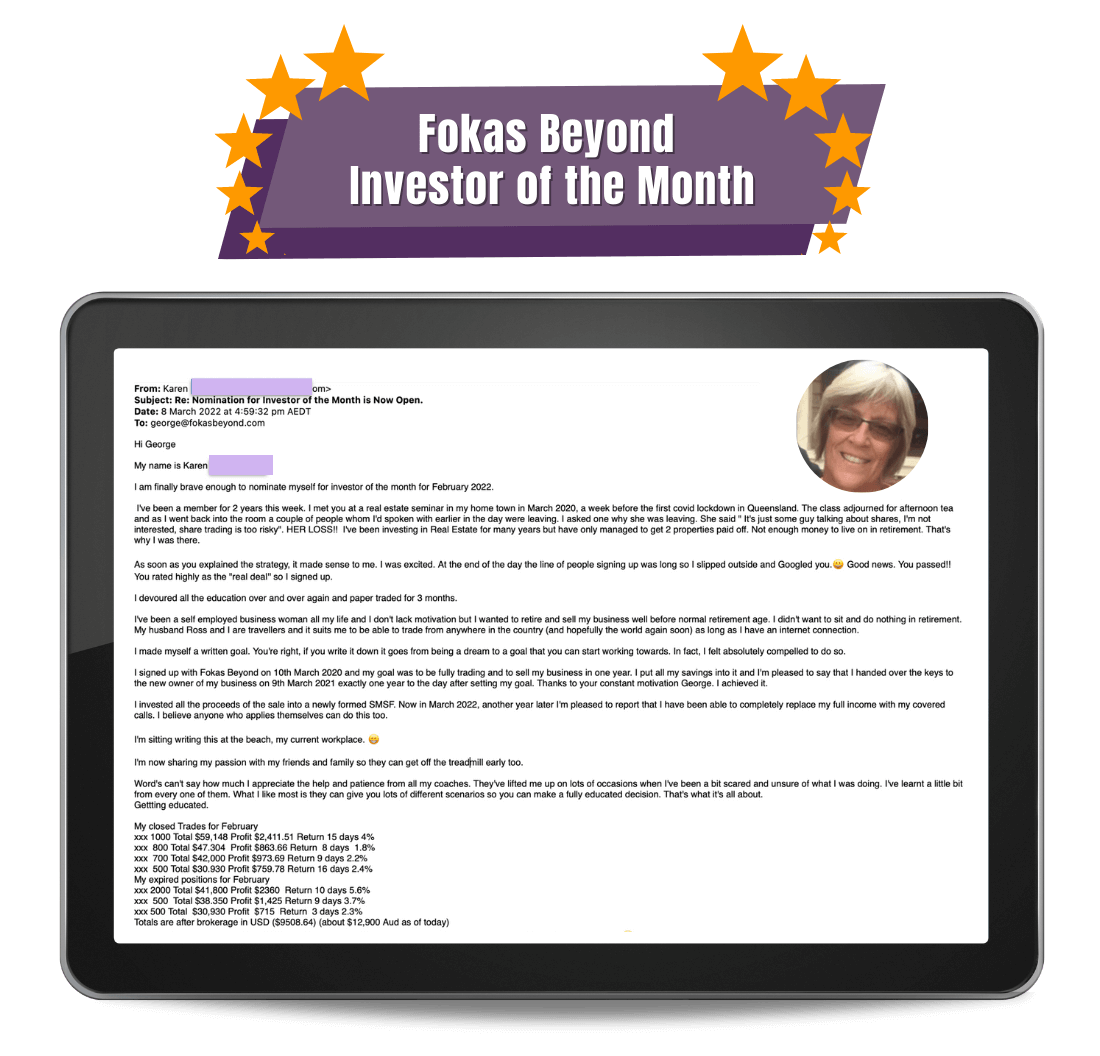 Fokas Beyond
Investor of the Month
From: Karen om>
Subject: Re: Nomination for Investor of the Month is Now Open.
Date: 8 March 2022 at 4:59:32 pm AEDT
To: george@fokasbeyond.com
Hi George
My name is Karen
I am finally brave enough to nominate myself for investor of the month for February 2022.
I've been a member for 2 years this week. I met you at a real estate seminar in my home town in March 2020, a week before the first covid lockdown in Queensland. The class adjourned for afternoon tea
and as I went back into the room a couple of people whom I'd spoken with earlier in the day were leaving. I asked one why she was leaving. She said " It's just some guy talking about shares, I'm not
interested, share trading is too risky". HER LOSS!!  I've been investing in Real Estate for many years but have only managed to get 2 properties paid off. Not enough money to live on in retirement. That's
why I was there.
As soon as you explained the strategy, it made sense to me. I was excited. At the end of the day the line of people signing up was long so I slipped outside and Googled you.😀 Good news. You passed!!
You rated highly as the "real deal" so I signed up.
I devoured all the education over and over again and paper traded for 3 months.
I've been a self employed business woman all my life and I don't lack motivation but I wanted to retire and sell my business well before normal retirement age. I didn't want to sit and do nothing in retirement.
My husband Ross and I are travellers and it suits me to be able to trade from anywhere in the country (and hopefully the world again soon) as long as I have an internet connection.
I made myself a written goal. You're right, if you write it down it goes from being a dream to a goal that you can start working towards. In fact, I felt absolutely compelled to do so.
I signed up with Fokas Beyond on 10th March 2020 and my goal was to be fully trading and to sell my business in one year. I put all my savings into it and I'm pleased to say that I handed over the keys to
the new owner of my business on 9th March 2021 exactly one year to the day after setting my goal. Thanks to your constant motivation George. I achieved it.
I invested all the proceeds of the sale into a newly formed SMSF. Now in March 2022, another year later I'm pleased to report that I have been able to completely replace my full income with my covered
calls. I believe anyone who applies themselves can do this too.
I'm sitting writing this at the beach, my current workplace. 😁
I'm now sharing my passion with my friends and family so they can get off the treadmill early too.
Word's can't say how much I appreciate the help and patience from all my coaches. They've lifted me up on lots of occasions when I've been a bit scared and unsure of what I was doing. I've learnt a little bit
from every one of them. What I like most is they can give you lots of different scenarios so you can make a fully educated decision. That's what it's all about.
Gettting educated.
My closed Trades for February
xxx 1000 Total $59,148 Profit $2,411.51 Return 15 days 4%
xxx  800 Total $47.304  Profit $863.66 Return  8 days  1.8%
xxx  700 Total $42,000 Profit $973.69 Return 9 days 2.2%
xxx  500 Total $30.930 Profit $759.78 Return 16 days 2.4%
My expired positions for February
xxx 2000 Total $41,800 Profit $2360  Return 10 days 5.6%
xxx  500  Total $38.350 Profit $1,425 Return 9 days 3.7%
xxx 500 Total  $30,930 Profit  $715  Return  3 days 2.3%
Totals are after brokerage in USD ($9508.64) (about $12,900 Aud as of today)